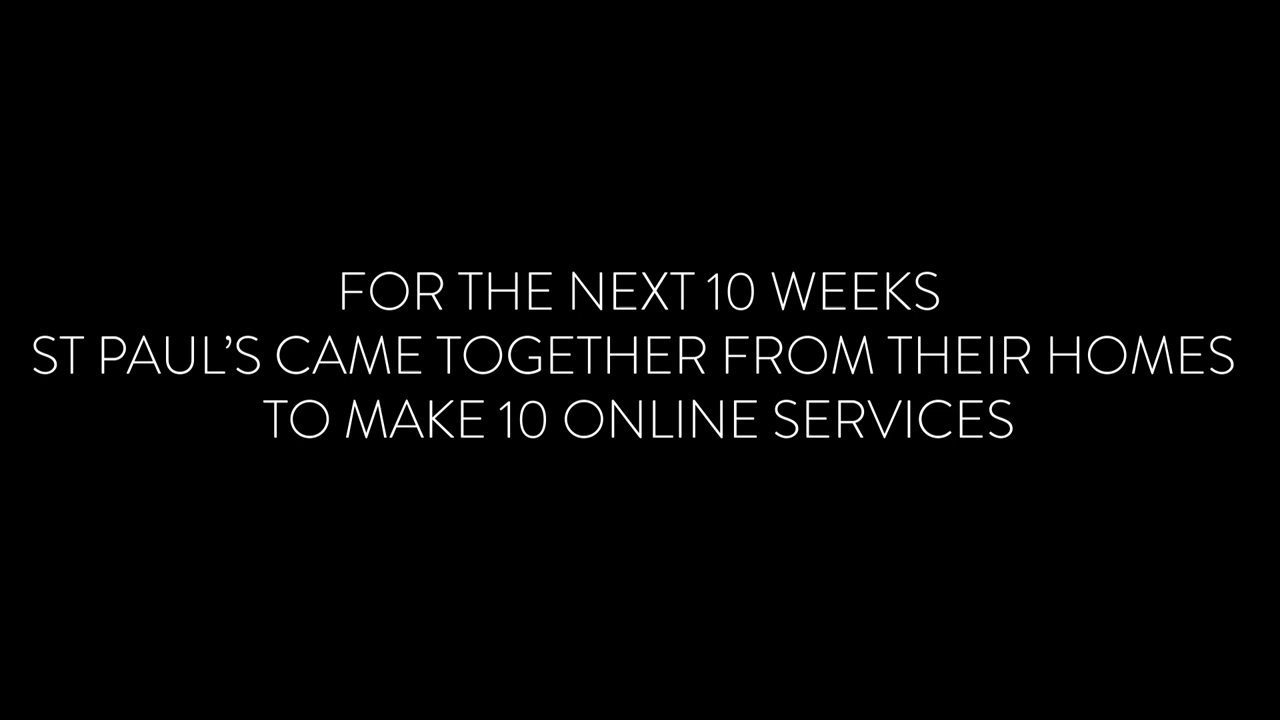 FOR THE NEXT 10 WEEKS
ST PAUL’S CAME TOGETHER FROM THEIR HOMES
TO MAKE 10 ONLINE SERVICES